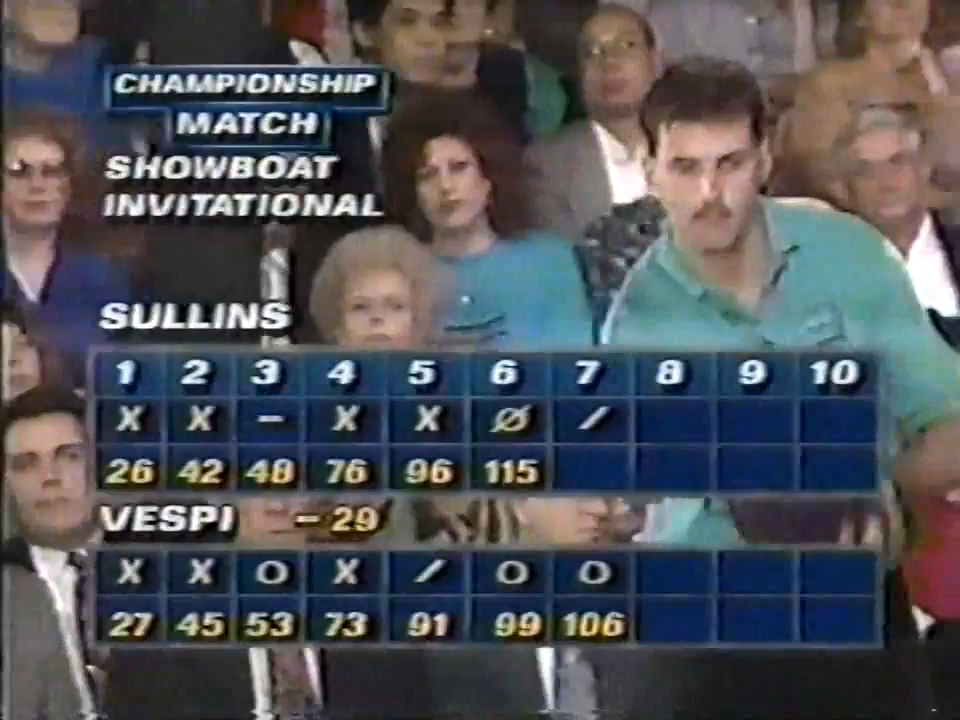 CHAMPIONSHIP
MATCH
SHOWBOAT
INVITATIONAL
SULLINS
1 2 3 4 5 6 7 8 9 10
X X - X X Ø /
26 42 48 76 96 115
VESPI -29
X X O X / O O
27 45 53 73 91 99 106